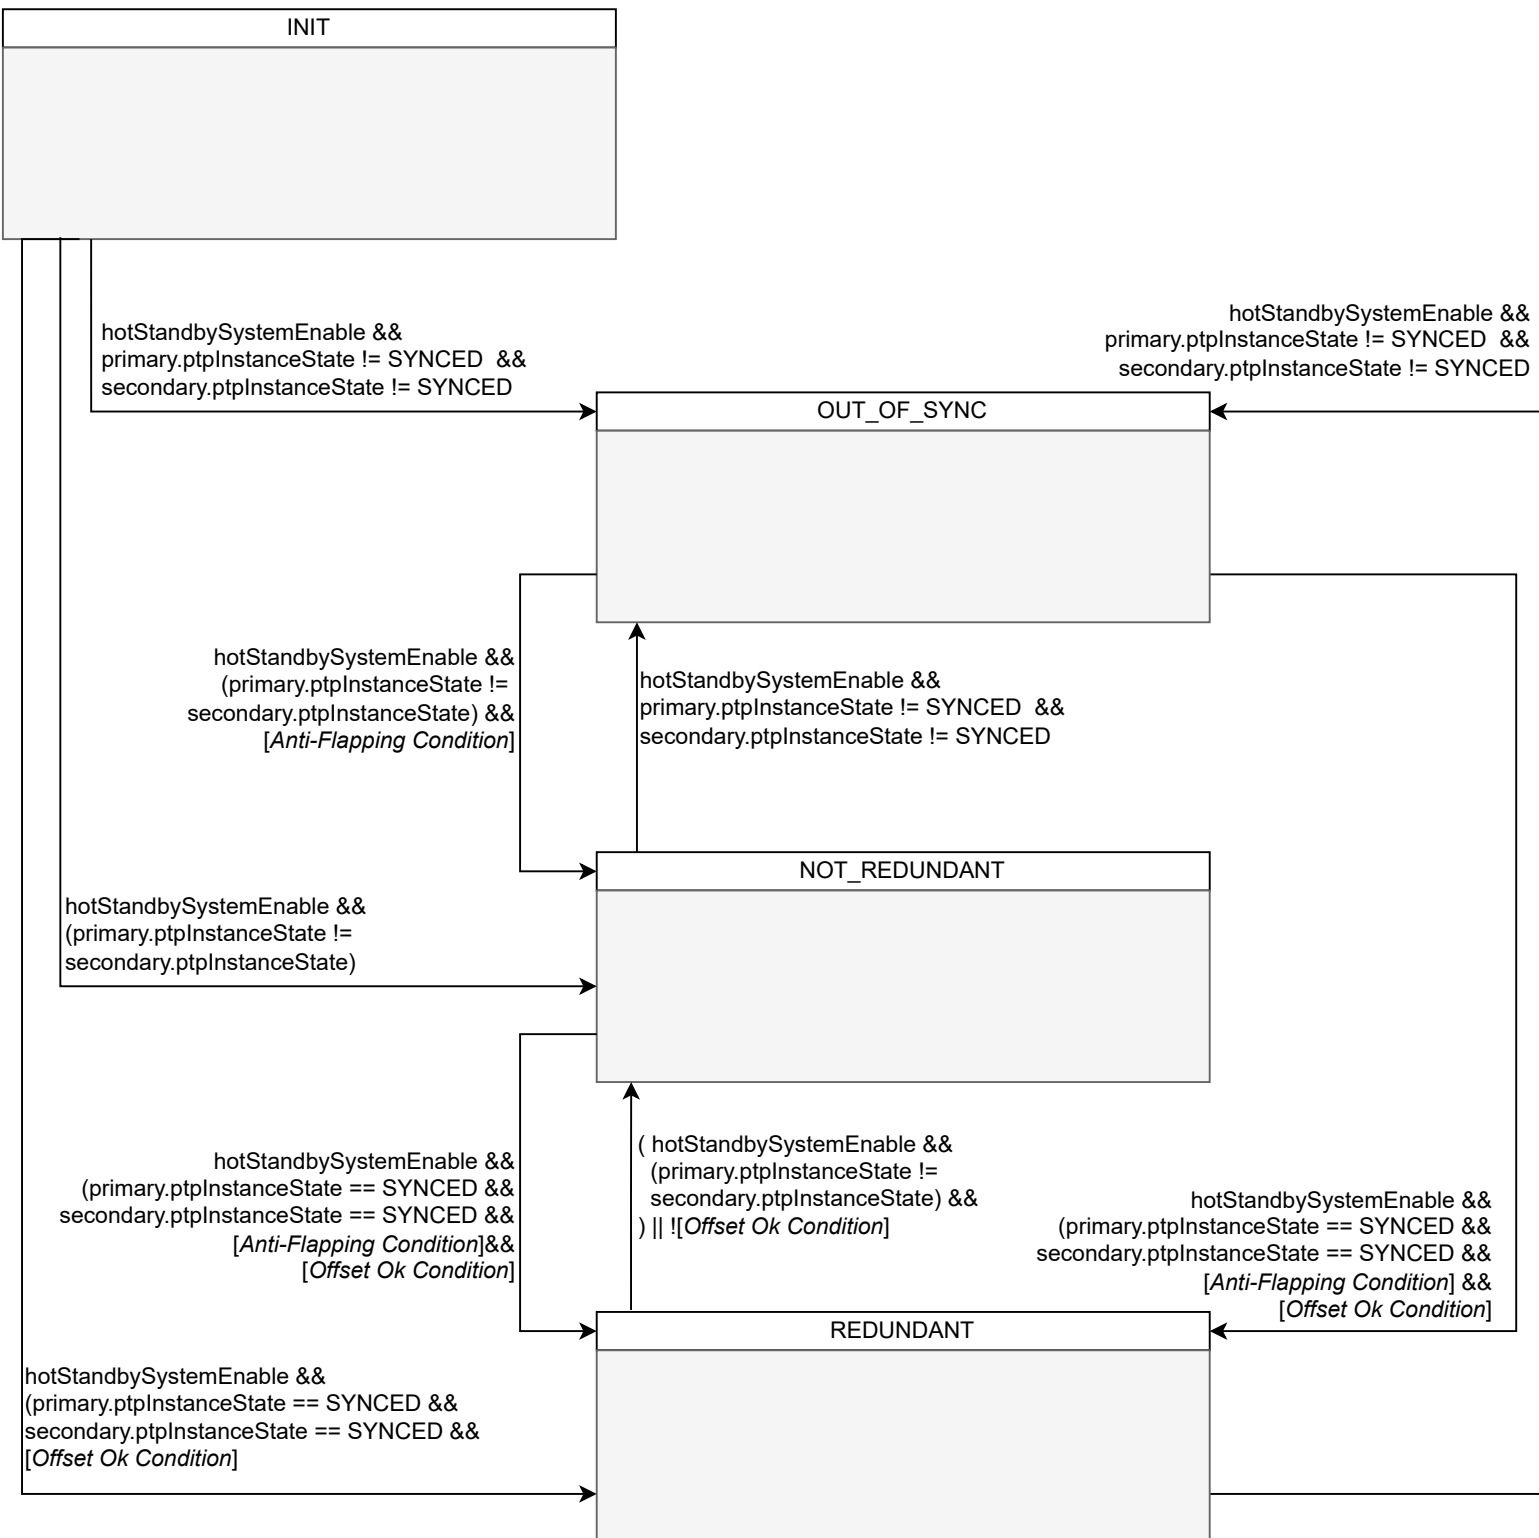 INIT
hotStandbySystemEnable &&
primary.ptpInstanceState != SYNCED  &&
secondary.ptpInstanceState != SYNCED
hotStandbySystemEnable &&
primary.ptpInstanceState != SYNCED  &&
secondary.ptpInstanceState != SYNCED
OUT_OF_SYNC
hotStandbySystemEnable &&
(primary.ptpInstanceState !=
secondary.ptpInstanceState) &&
[Anti-Flapping Condition]
hotStandbySystemEnable &&
primary.ptpInstanceState != SYNCED  &&
secondary.ptpInstanceState != SYNCED
NOT_REDUNDANT
hotStandbySystemEnable &&
(primary.ptpInstanceState !=
secondary.ptpInstanceState)
hotStandbySystemEnable &&
(primary.ptpInstanceState == SYNCED &&
secondary.ptpInstanceState == SYNCED &&
[Anti-Flapping Condition]&&
[Offset Ok Condition]
( hotStandbySystemEnable &&
(primary.ptpInstanceState !=
secondary.ptpInstanceState) &&
) || ![Offset Ok Condition]
hotStandbySystemEnable &&
(primary.ptpInstanceState == SYNCED &&
secondary.ptpInstanceState == SYNCED &&
[Anti-Flapping Condition] &&
[Offset Ok Condition]
REDUNDANT
hotStandbySystemEnable &&
(primary.ptpInstanceState == SYNCED &&
secondary.ptpInstanceState == SYNCED &&
[Offset Ok Condition]